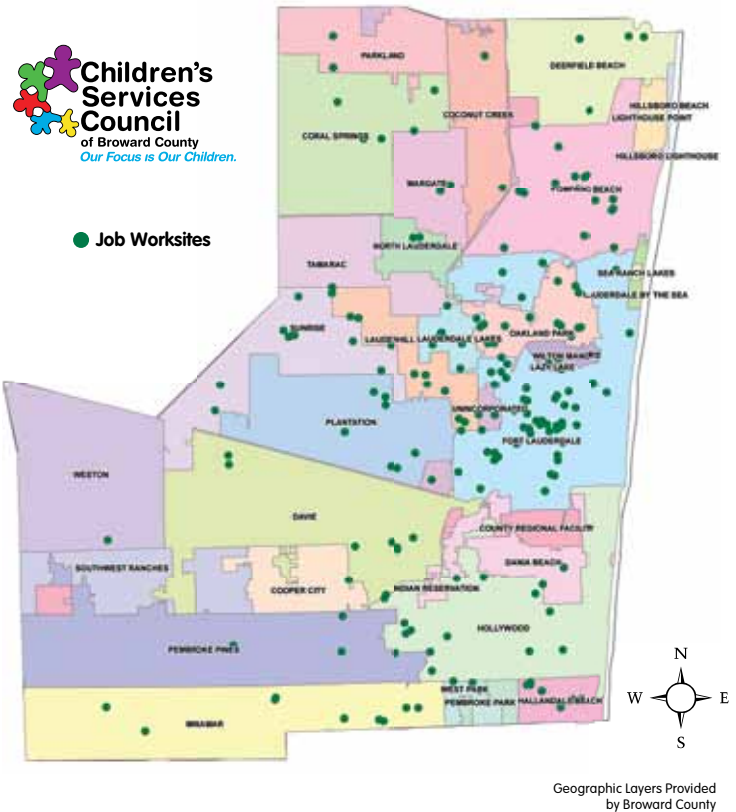 Children's
Services
Council
of Broward County
Our Focus is Our Children.
Job Worksites
PARKLAND
DEERFIELD BEACH
HILLSBORO BEACH
LIGHTHOUSE POINT
COCONUT CREEK
CORAL SPRINGS
HILLSBORO LIGHTHOUSE
MARGATE
POMPANO BEACH
NORTH LAUDERDALE
TAMARAC
SEA RANCH LAKES
LAUDERDALE BY THE SEA
SUNRISE
LAUDERHILL
LAUDERDALE LAKES
OAKLAND PARK
WILTON MANORS
LAZY LAKE
UNINCORPORATED
PLANTATION
FORT LAUDERDALE
WESTON
DAVIE
COUNTY REGIONAL FACILITY
DANIA BEACH
SOUTHWEST RANCHES
COOPER CITY
INDIAN RESERVATION
HOLLYWOOD
PEMBROKE PINES
WEST PARK
PEMBROKE PARK
HALLANDALE BEACH
MIRAMAR
N
W
E
S
Geographic Layers Provided
by Broward County